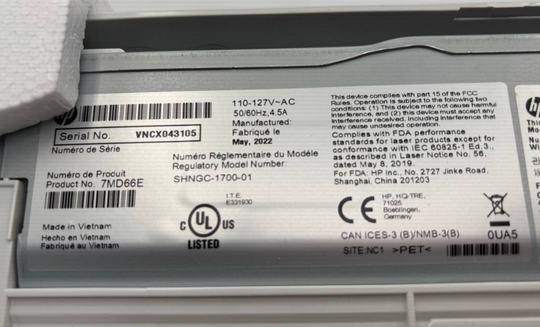 110-127V~AC
50/60Hz, 4.5A
Manufactured:
Fabriqué le
May, 2022
Serial No. VNCX043105
Numéro de Série
Numéro de produit
Product No. 7MD66E
Numéro Réglementaire du Modèle
Regulatory Model Number:
SHNGC-1700-01
I.T.E.
E331930
C UL US
LISTED
Made in Vietnam
Hecho en Vietnam
Fabriqué au Vietnam
This device complies with part 15 of the FCC
Rules. Operation is subject to the following two
conditions: (1) This device may not cause harmful
Interference, and (2) this device must accept any
Interference received, including Interference that
may cause undesired operation.
Complies with FDA performance
standards for laser products except for
conformance with IEC 60825-1 Ed.3.,
as described in Laser Notice No. 56,
dated May 8, 2019.
For FDA: HP Inc., No. 2727 Jinke Road,
Shanghai, China 201203
CE
HP, HQ-TRE,
71025
Boeblingen,
Germany
CAN ICES-3 (B)/NMB-3(B)
0UA5
SITE:NC1 >PET<
hp